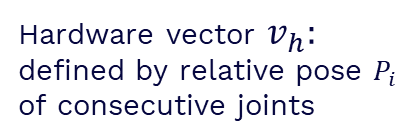 Hardware vector $v_h$:
defined by relative pose $P_i$
of consecutive joints